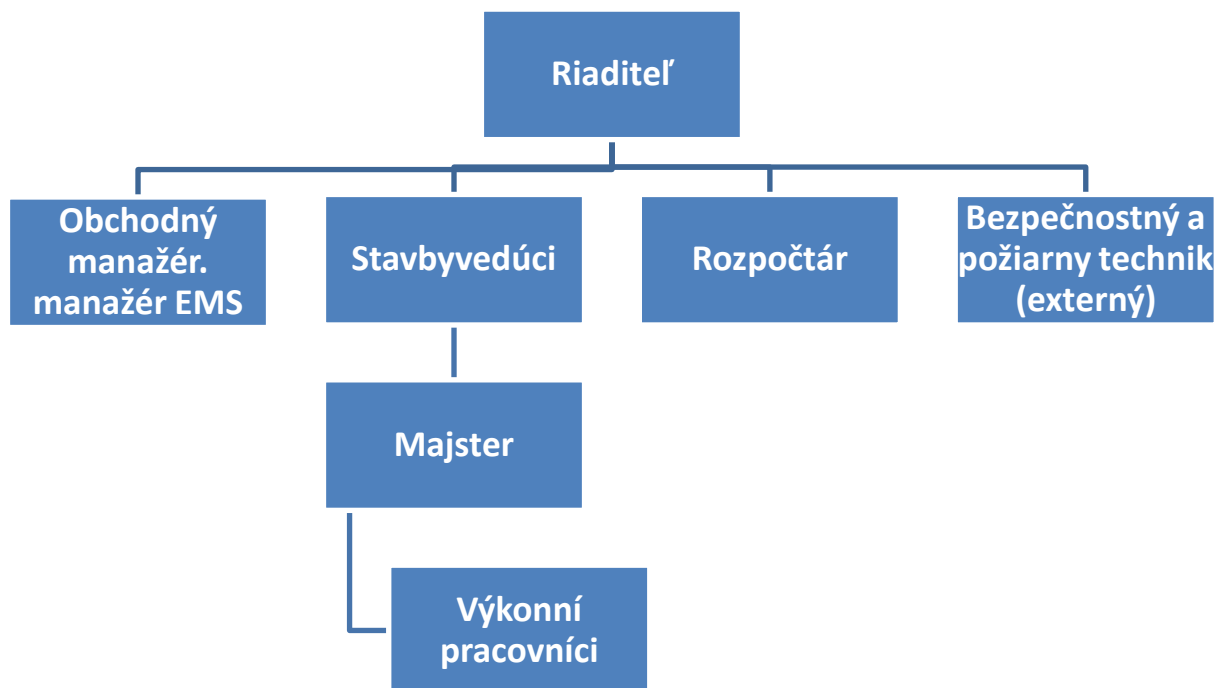 Riaditeľ
Obchodný
manažér.
manažér EMS
Stavbyvedúci
Rozpočtár
Bezpečnostný a
požiarny technik
(externý)
Majster
Výkonní
pracovníci